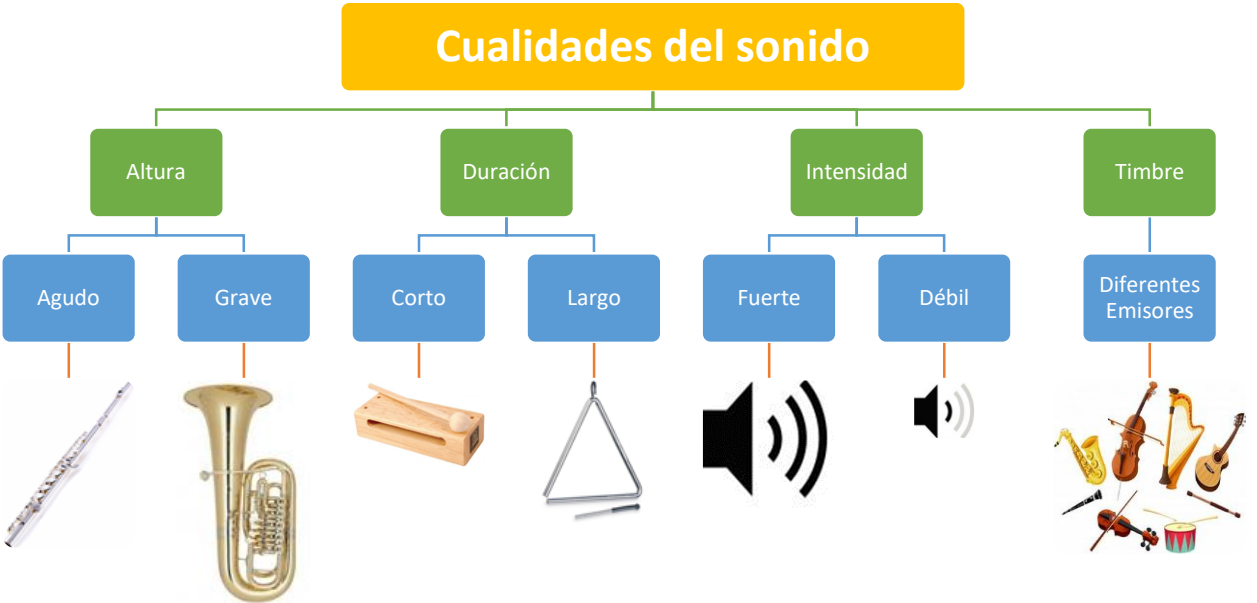 Cualidades del sonido
Altura
Duración
Intensidad
Timbre
Agudo
Grave
Corto
Largo
Fuerte
Débil
Diferentes
Emisores